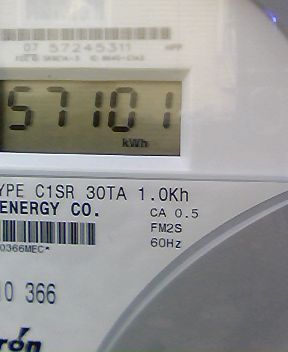 07 57245311
57101
kWh
YPE C1SR 30TA 1.0Kh
ENERGY CO.
CA 0.5
FM2S
60Hz
0366MEC*
10 366
ron